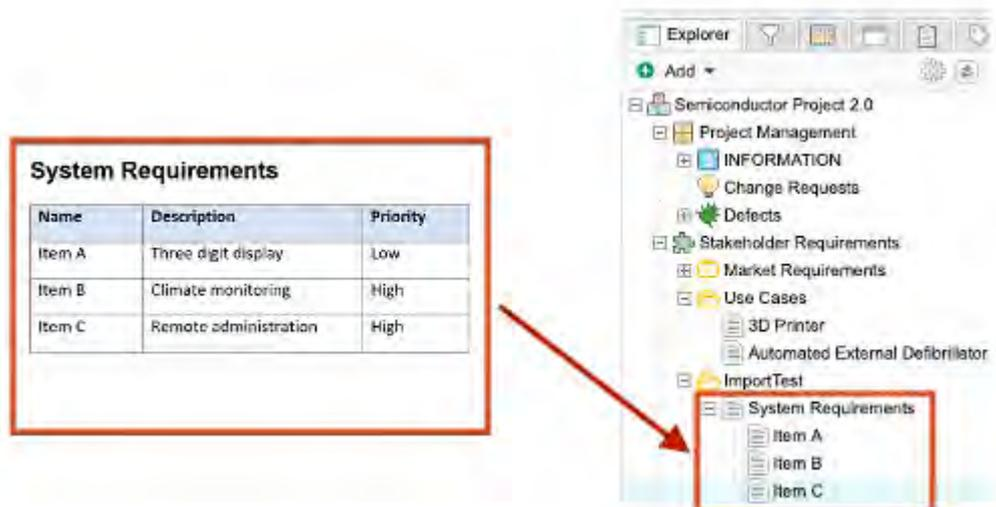 System Requirements
Name Description Priority
Item A Three digit display Low
Item B Climate monitoring High
Item C Remote administration High
Explorer
Add
Semiconductor Project 2.0
Project Management
INFORMATION
Change Requests
Defects
Stakeholder Requirements
Market Requirements
Use Cases
3D Printer
Automated External Defibrillator
ImportTest
System Requirements
Item A
Item B
Item C